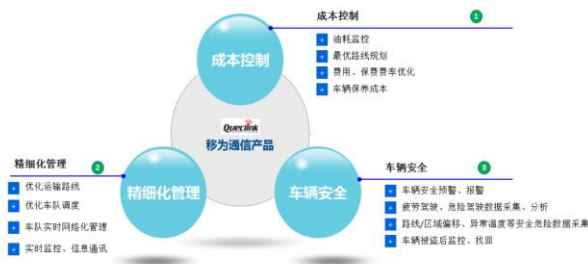 成本控制
1
油耗监控
最优路线规划
费用、保费费率优化
车辆保养成本
成本控制
Queclink
移为通信产品
精细化管理
2
优化运输路线
优化车队调度
车队实时网络化管理
实时监控、信息通讯
精细化管理
车辆安全
车辆安全
3
车辆安全预警、报警
疲劳驾驶、危险驾驶数据采集、分析
路线/区域偏移、异常温度等安全危险数据采集
车辆被盗后监控、找回